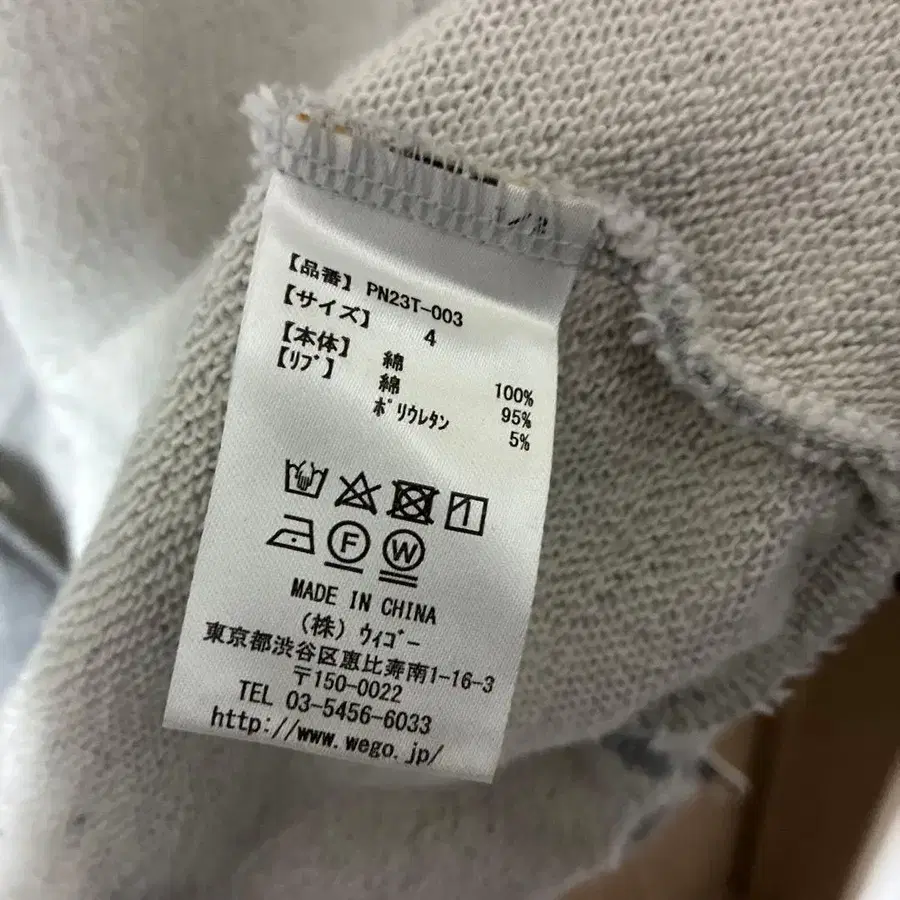 【品番】 PN23T-003
【サイズ】 4
【本体】 綿 100%
【リブ】 綿 95%
ポリウレタン 5%
F W
MADE IN CHINA
(株) ウィゴー
東京都渋谷区恵比寿南1-16-3
〒150-0022
TEL 03-5456-6033
http://www.wego.jp/